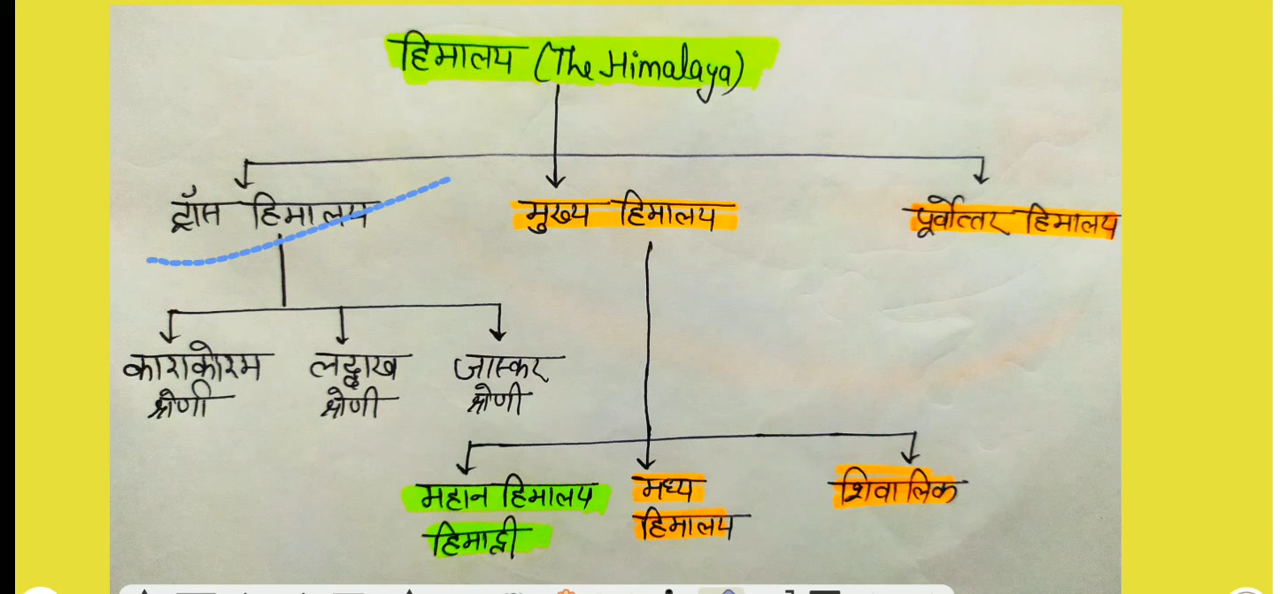 हिमालय (The Himalaya)
ट्राँस हिमालय
मुख्य हिमालय
पूर्वोत्तर हिमालय
काराकोरम श्रेणी
लद्दाख श्रेणी
जास्कर श्रेणी
महान हिमालय
हिमाद्री
मध्य
हिमालय
शिवालिक